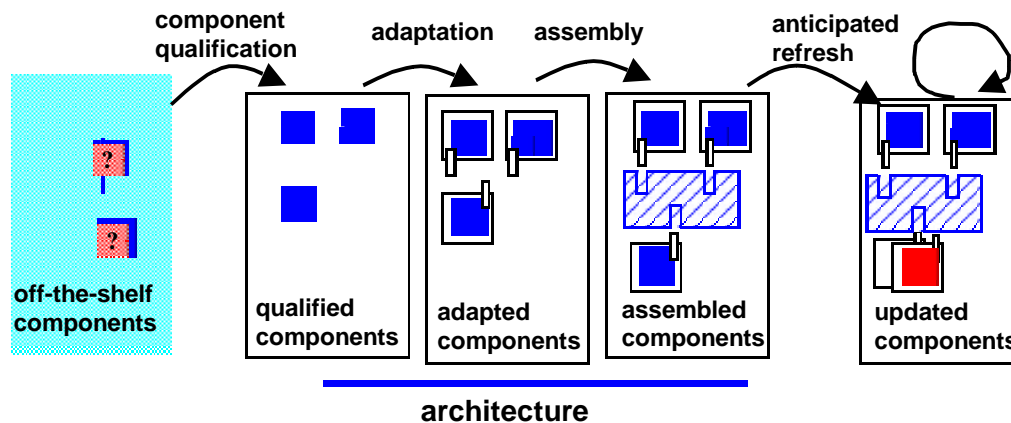 component
qualification
adaptation
assembly
anticipated
refresh
?
?
off-the-shelf
components
qualified
components
adapted
components
assembled
components
updated
components
architecture